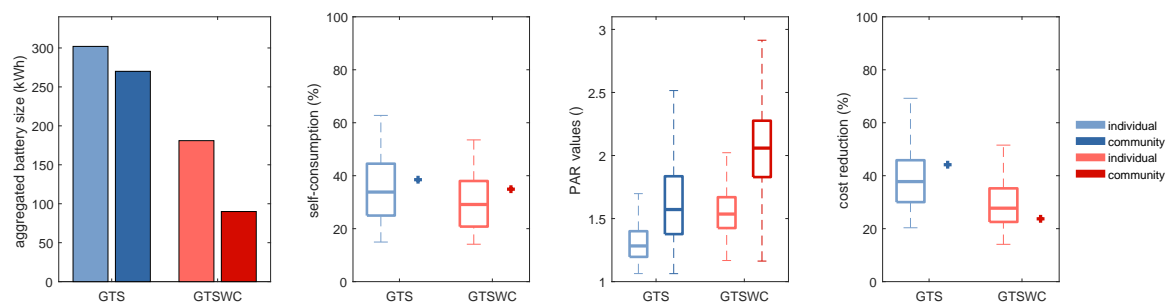 aggregated battery size (kWh)
300
250
200
150
100
50
0
GTS
GTSWC
self-consumption (%)
100
80
60
40
20
0
GTS
GTSWC
PAR values ()
3
2.5
2
1.5
1
GTS
GTSWC
cost reduction (%)
100
80
60
40
20
0
GTS
GTSWC
individual
community
individual
community